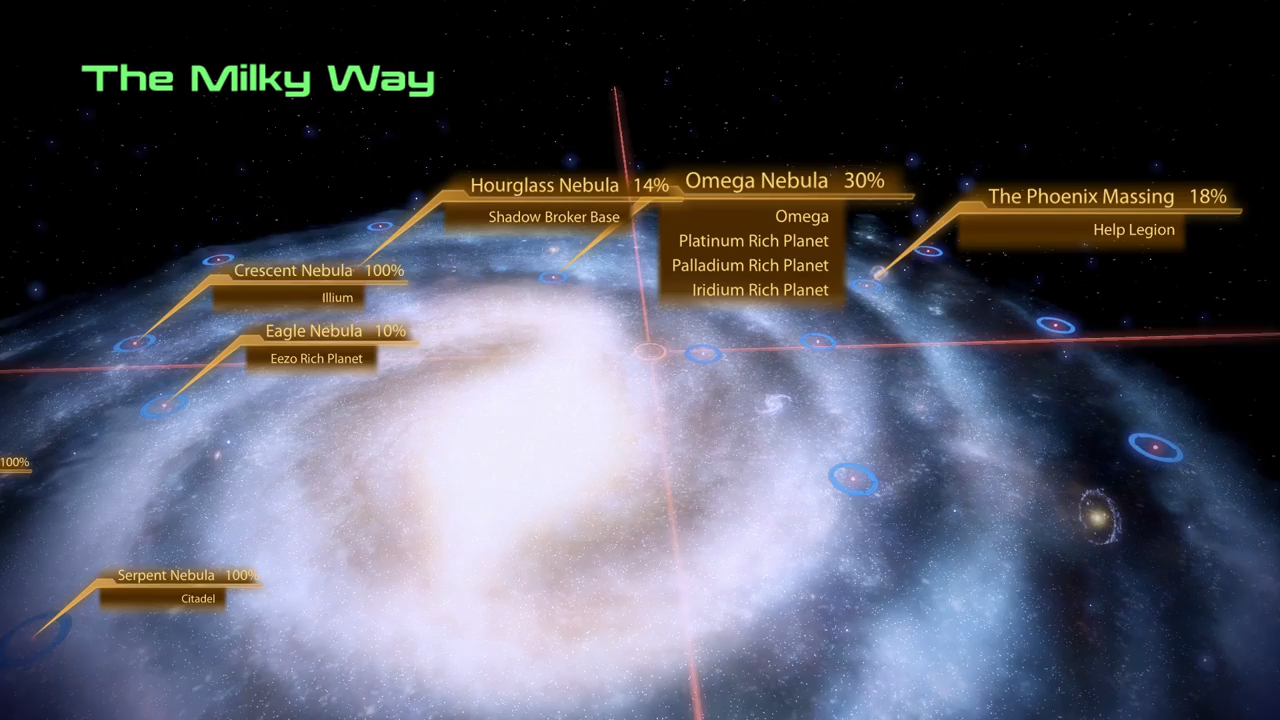 The Milky Way
Hourglass Nebula 14%
Shadow Broker Base
Omega Nebula 30%
Omega
Platinum Rich Planet
Palladium Rich Planet
Iridium Rich Planet
The Phoenix Massing 18%
Help Legion
Crescent Nebula 100%
Illium
Eagle Nebula 10%
Eezo Rich Planet
100%
Serpent Nebula 100%
Citadel